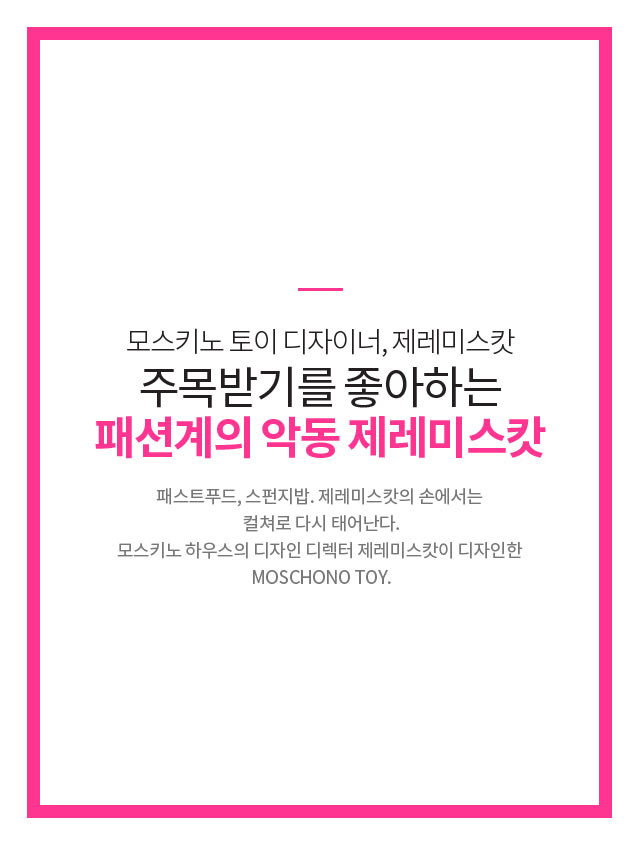 모스키노 토이 디자이너, 제레미스캇
주목받기를 좋아하는
패션계의 악동 제레미스캇
패스트푸드, 스펀지밥. 제레미스캇의 손에서는
컬쳐로 다시 태어난다.
모스키노 하우스의 디자인 디렉터 제레미스캇이 디자인한
MOSCHONO TOY.